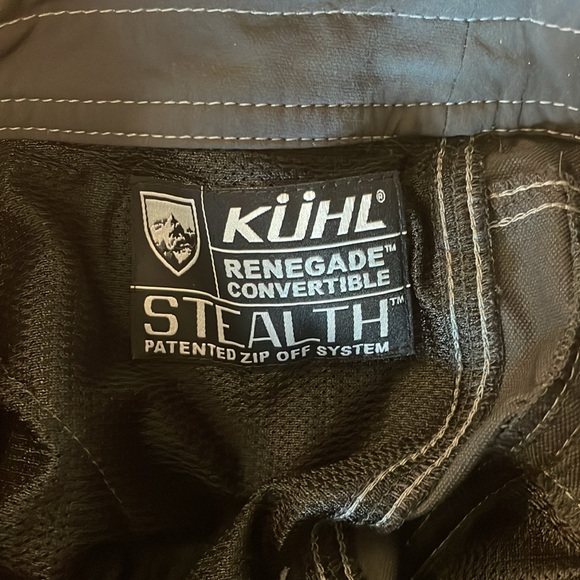 KÜHL®
RENEGADE™
CONVERTIBLE
STEALTH™
PATENTED ZIP OFF SYSTEM